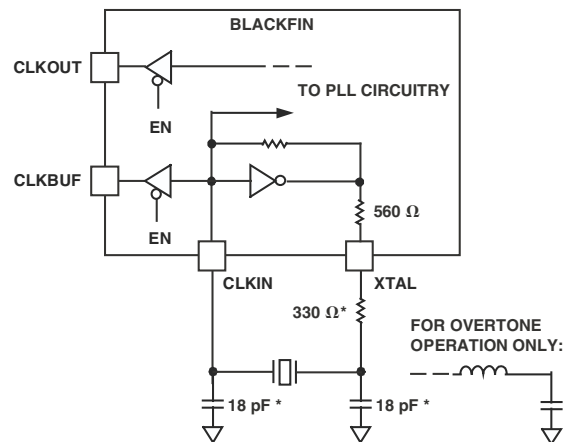 BLACKFIN
CLKOUT
TO PLL CIRCUITRY
EN
CLKBUF
560 Ω
EN
CLKIN
XTAL
330 Ω*
FOR OVERTONE
OPERATION ONLY:
18 pF *
18 pF *